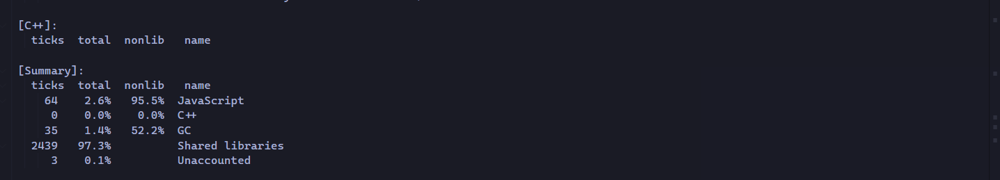 [C++]:
ticks  total  nonlib   name
[Summary]:
ticks  total  nonlib   name
64    2.6%   95.5%  JavaScript
0    0.0%    0.0%  C++
35    1.4%   52.2%  GC
2439   97.3%          Shared libraries
3    0.1%          Unaccounted